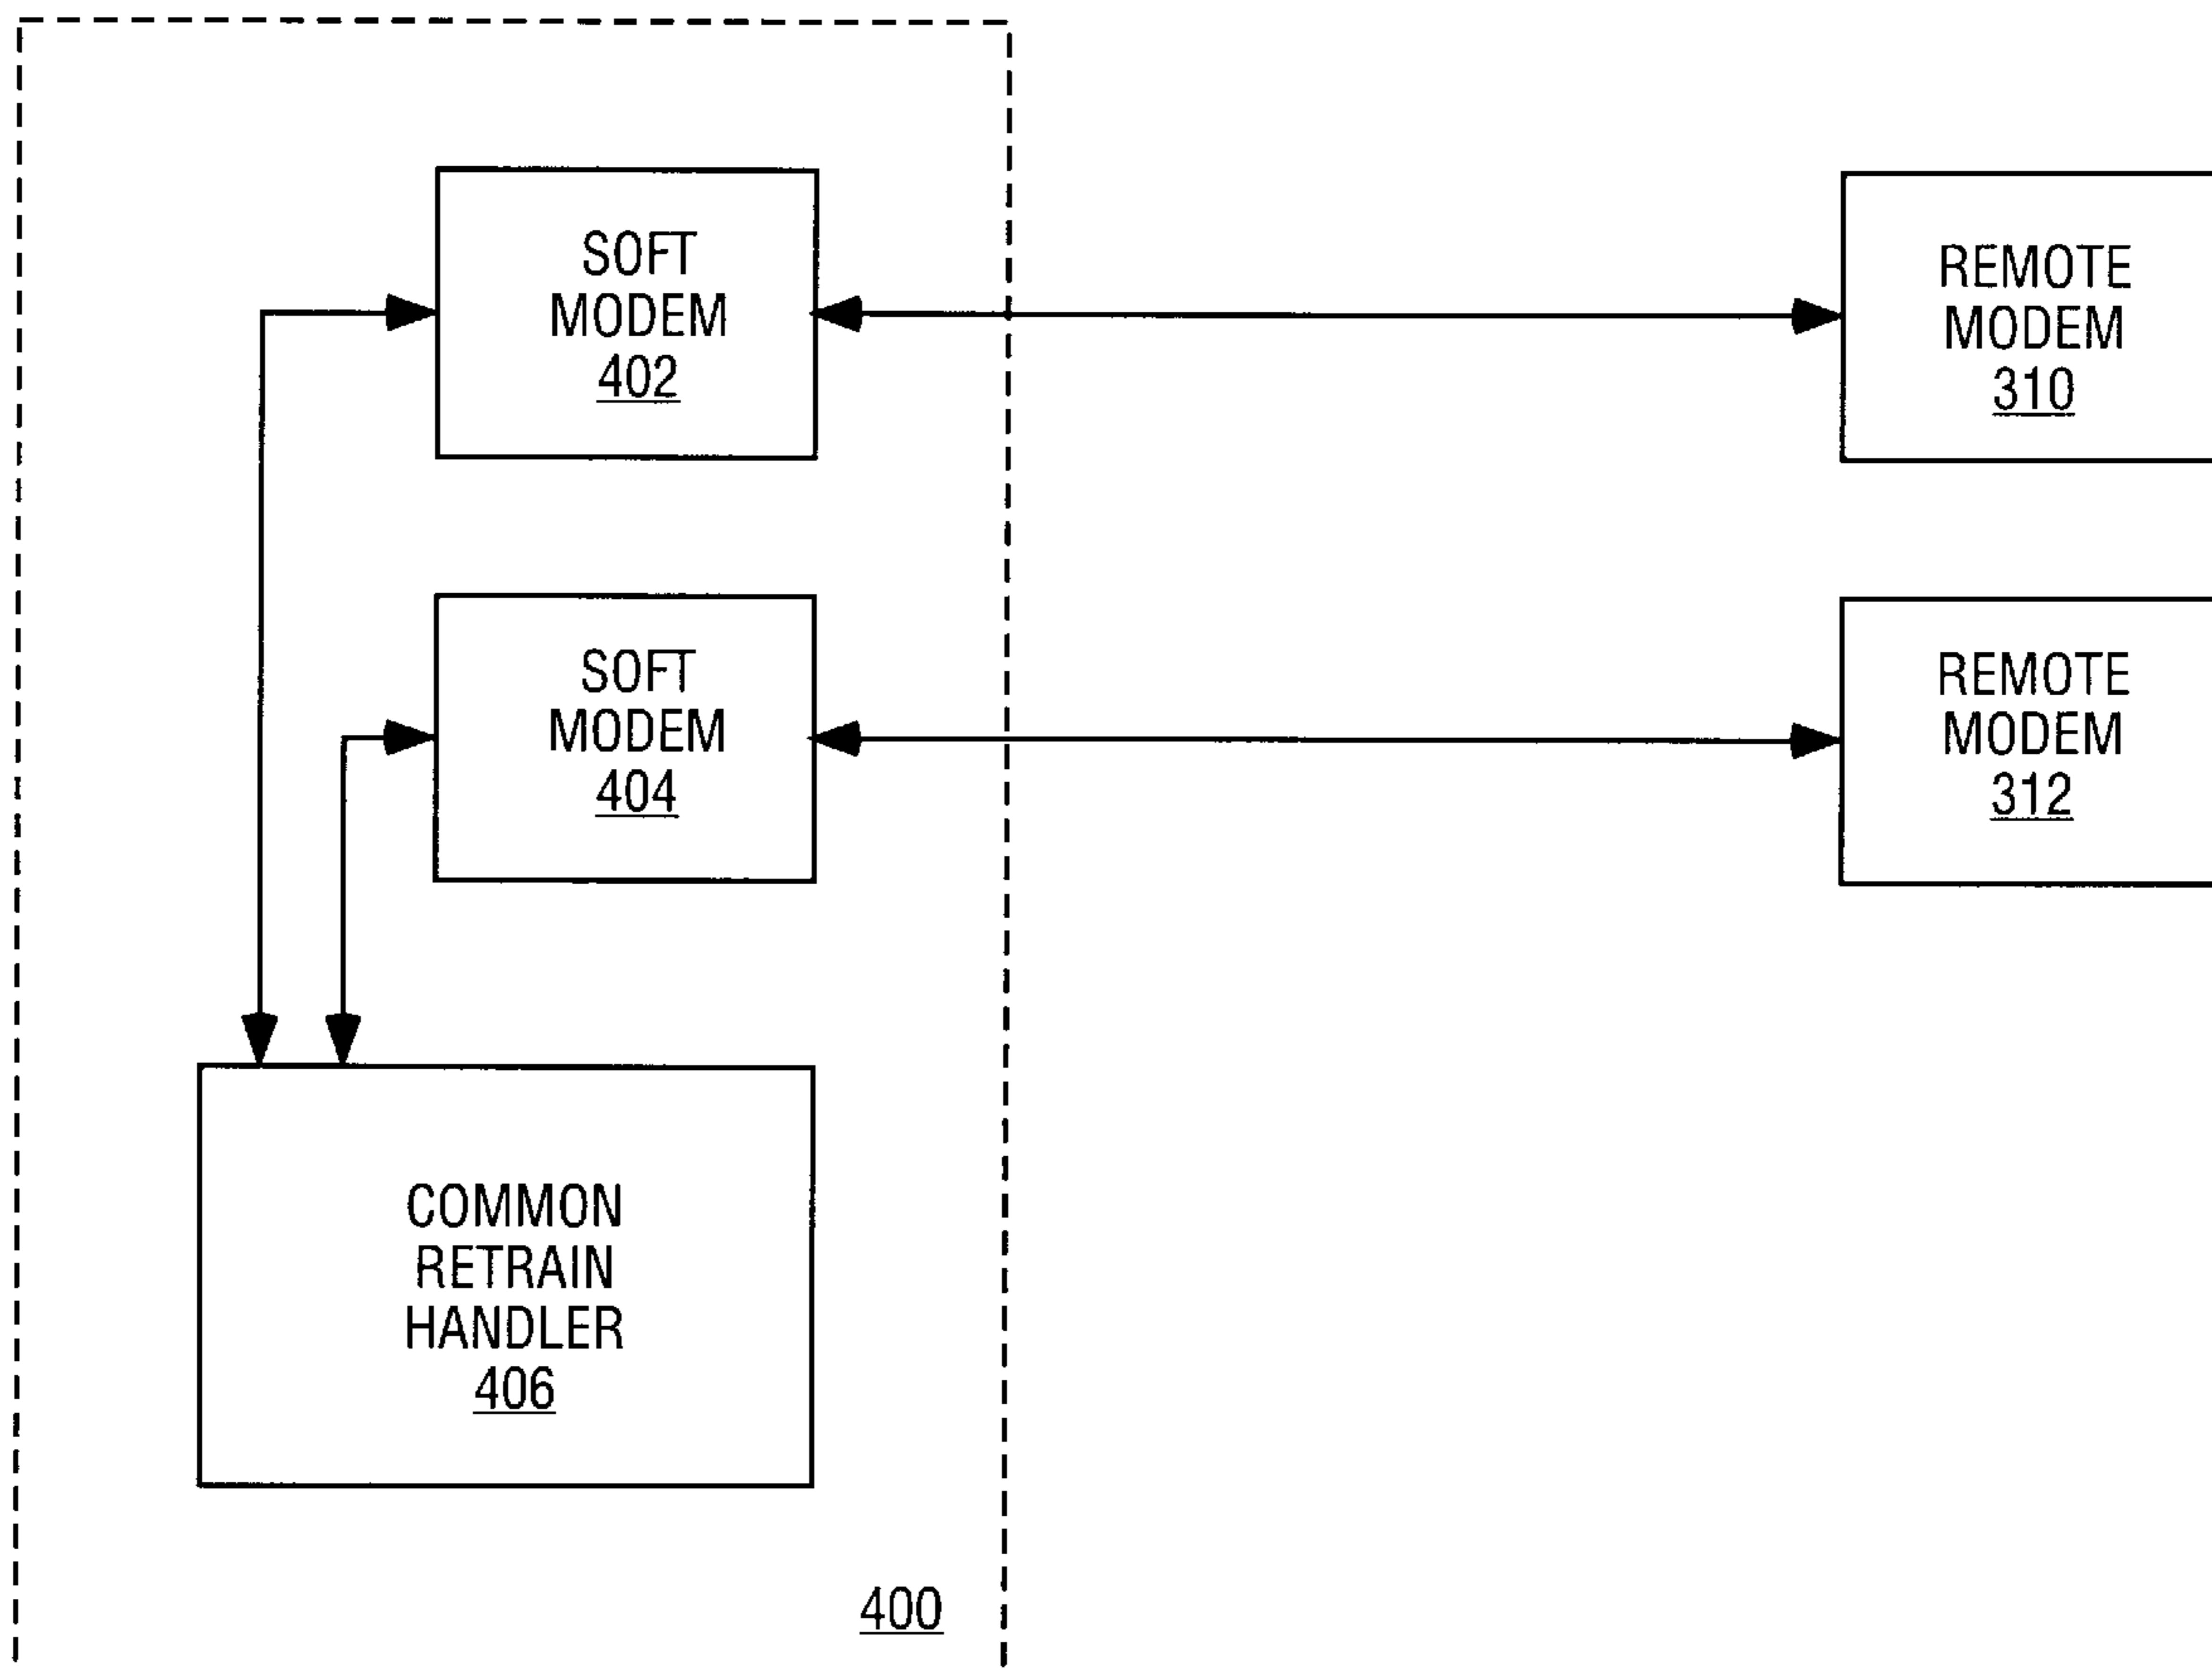 SOFT
MODEM
402
REMOTE
MODEM
310
SOFT
MODEM
404
REMOTE
MODEM
312
COMMON
RETRAIN
HANDLER
406
400